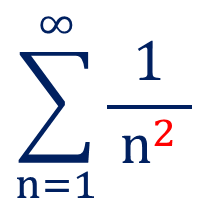 ∞
∑ 1/n²
n=1